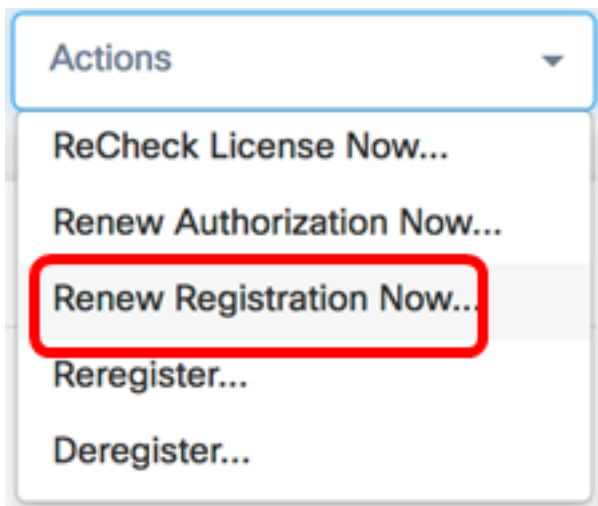 Actions
ReCheck License Now...
Renew Authorization Now...
Renew Registration Now...
Reregister...
Deregister...